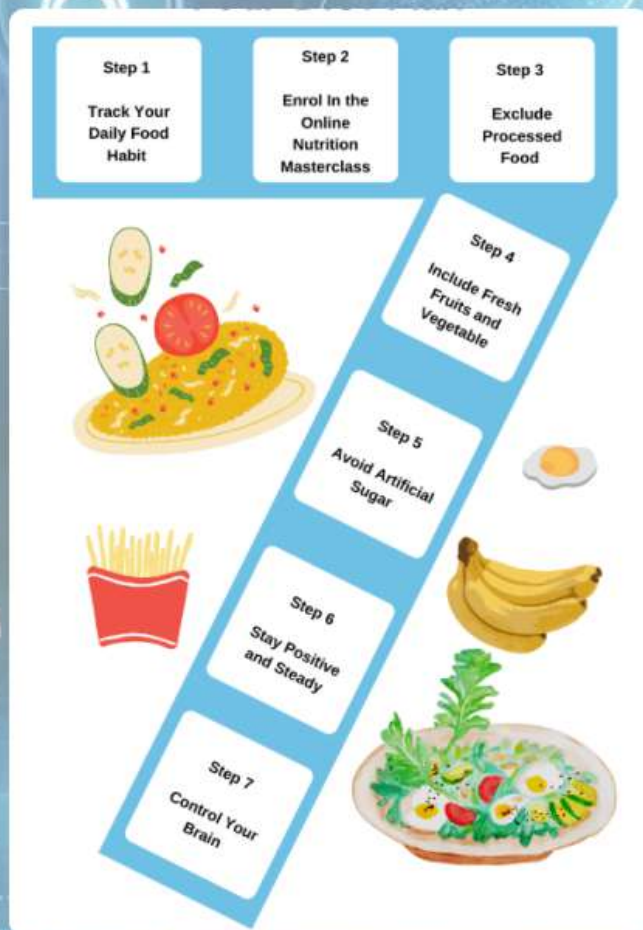 Step 1
Track Your
Daily Food
Habit
Step 2
Enrol In the
Online
Nutrition
Masterclass
Step 3
Exclude
Processed
Food
Step 4
Include Fresh
Fruits and
Vegetable
Step 5
Avoid Artificial
Sugar
Step 6
Stay Positive
and Steady
Step 7
Control Your
Brain